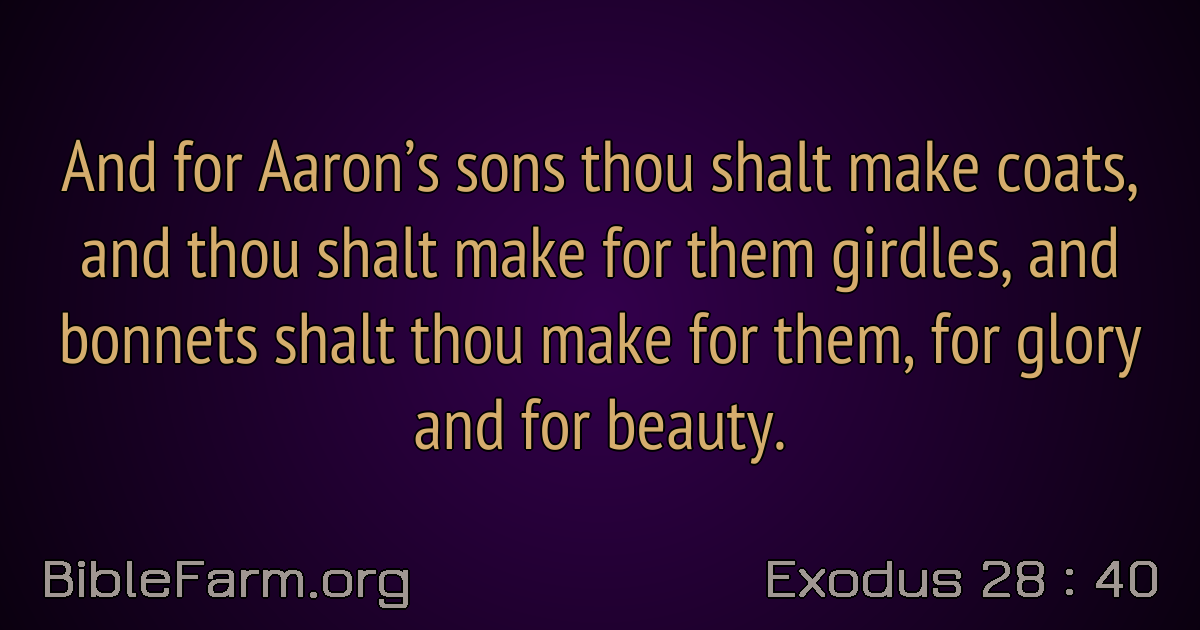 And for Aaron’s sons thou shalt make coats,
and thou shalt make for them girdles, and
bonnets shalt thou make for them, for glory
and for beauty.
BibleFarm.org
Exodus 28 : 40